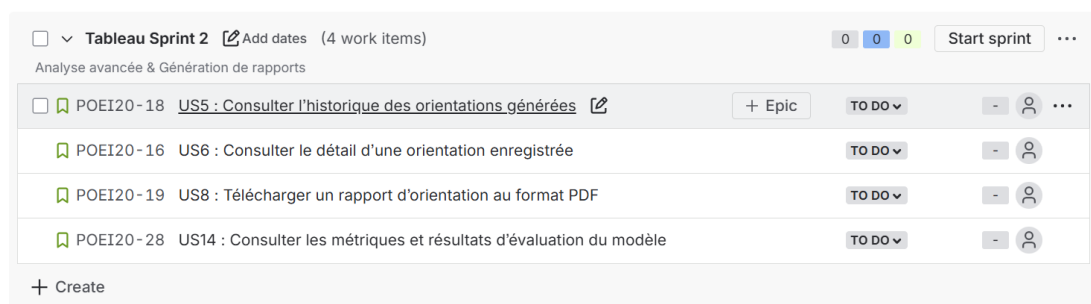 Tableau Sprint 2 Add dates (4 work items) 0 0 0 Start sprint
Analyse avancée & Génération de rapports
POEI20-18 US5 : Consulter l’historique des orientations générées + Epic TO DO -
POEI20-16 US6 : Consulter le détail d’une orientation enregistrée TO DO -
POEI20-19 US8 : Télécharger un rapport d’orientation au format PDF TO DO -
POEI20-28 US14 : Consulter les métriques et résultats d’évaluation du modèle TO DO -
+ Create